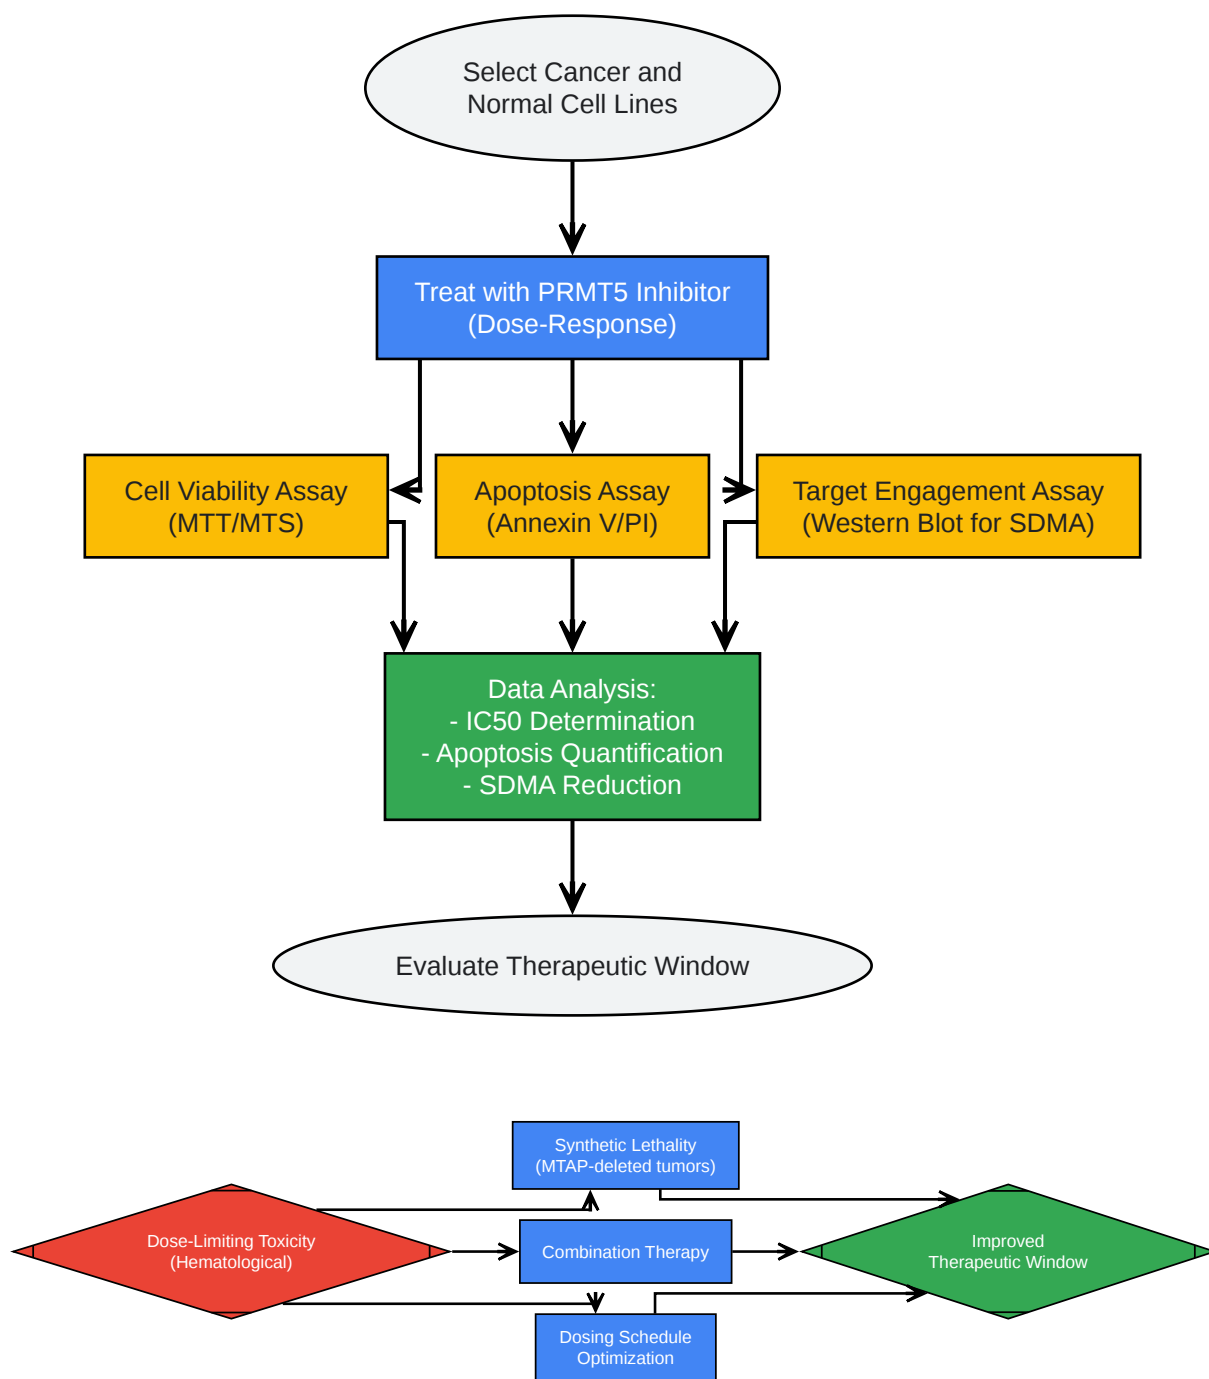 Select Cancer and
Normal Cell Lines
Treat with PRMT5 Inhibitor
(Dose-Response)
Cell Viability Assay
(MTT/MTS)
Apoptosis Assay
(Annexin V/PI)
Target Engagement Assay
(Western Blot for SDMA)
Data Analysis:
- IC50 Determination
- Apoptosis Quantification
- SDMA Reduction
Evaluate Therapeutic Window
Synthetic Lethality
(MTAP-deleted tumors)
Dose-Limiting Toxicity
(Hematological)
Combination Therapy
Improved
Therapeutic Window
Dosing Schedule
Optimization